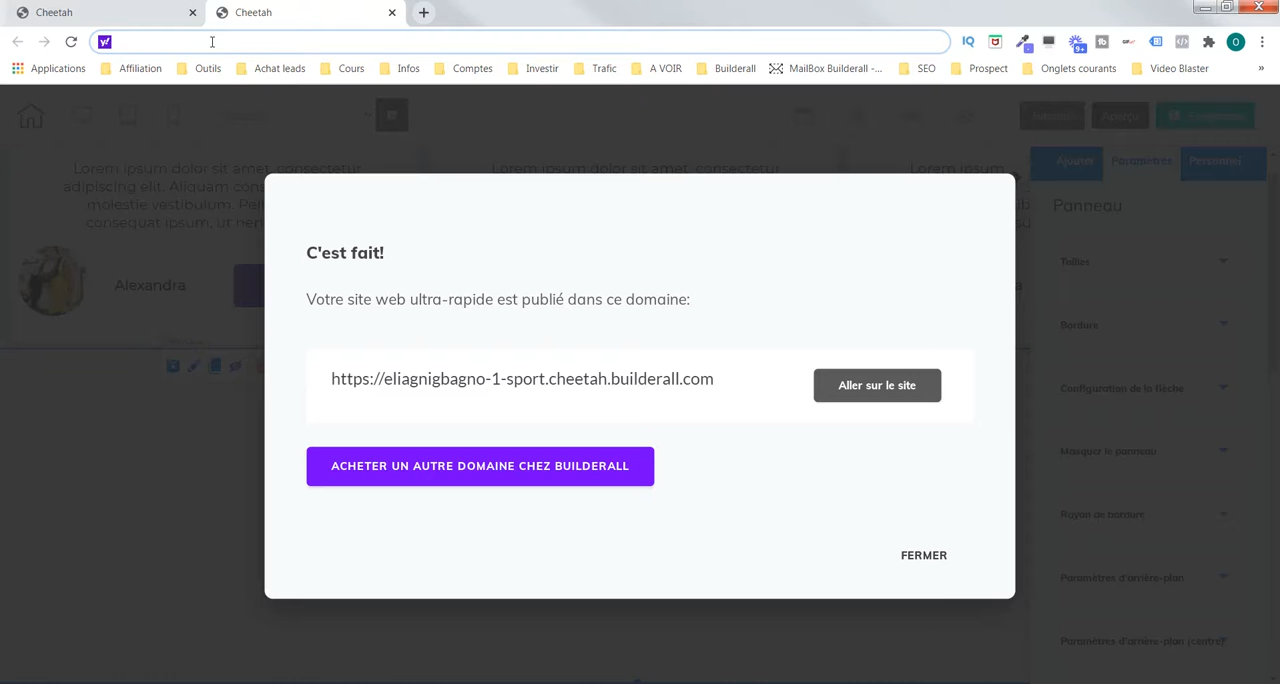 Cheetah
Cheetah
y!
IQ
9+
O
Applications Affiliation Outils Achat leads Cours Infos Comptes Investir Trafic A VOIR Builderall MailBox Builderall -... SEO Prospect Onglets courants Video Blaster »
Aperçu
Lorem ipsum dolor sit amet, consectetur
Lorem ipsum dolor sit amet, consectetur
Lorem ipsum
adipiscing elit. Aliquam
molestie vestibulum.
consequat ipsum, ut
Alexandra
Ajouter Paramètres Personnel
Panneau
Tailles
Bordure
Configuration de la flèche
Masquer le panneau
Rayon de bordure
Paramètres d'arrière-plan
Paramètres d'arrière-plan (centre)
C'est fait!
Votre site web ultra-rapide est publié dans ce domaine:
https://eliagnigbagno-1-sport.cheetah.builderall.com
Aller sur le site
ACHETER UN AUTRE DOMAINE CHEZ BUILDERALL
FERMER